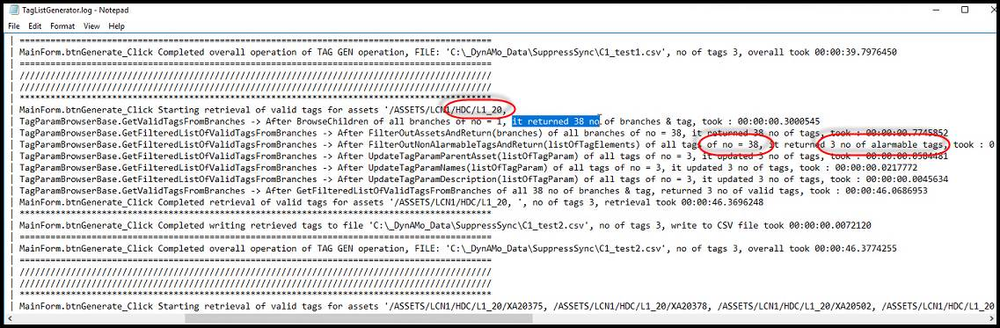 TagListGenerator.log - Notepad
File Edit Format View Help
| ==============================================================================
| MainForm.btnGenerate_Click Completed overall operation of TAG GEN operation, FILE: 'C:\_DynAMo_Data\SuppressSync\C1_test1.csv', no of tags 3, overall took 00:00:39.7976450
| ==============================================================================
| //////////////////////////////////////////////////////////////////////////////
| //////////////////////////////////////////////////////////////////////////////
| ******************************************************************************
| MainForm.btnGenerate_Click Starting retrieval of valid tags for assets '/ASSETS/LCN1/HDC/L1_20,
| TagParamBrowserBase.GetValidTagsFromBranches -> After BrowseChildren of all branches of no = 1, it returned 38 no of branches & tag, took : 00:00:00.3000545
| TagParamBrowserBase.GetFilteredListOfValidTagsFromBranches -> After FilterOutAssetsAndReturn(branches) of all branches of no = 38, it returned 38 no of tags, took : 00:00:00.7745852
| TagParamBrowserBase.GetFilteredListOfValidTagsFromBranches -> After FilterOutNonAlarmableTagsAndReturn(listOfTagElements) of all tags of no = 38, it returned 3 no of alarmable tags, took : 0
| TagParamBrowserBase.GetFilteredListOfValidTagsFromBranches -> After UpdateTagParamParentAsset(listOfTagParam) of all tags of no = 3, it updated 3 no of tags, took : 00:00:00.0584481
| TagParamBrowserBase.GetFilteredListOfValidTagsFromBranches -> After UpdateTagParamNames(listOfTagParam) of all tags of no = 3, it updated 3 no of tags, took : 00:00:00.0217772
| TagParamBrowserBase.GetFilteredListOfValidTagsFromBranches -> After UpdateTagParamDescription(listOfTagParam) of all tags of no = 3, it updated 3 no of tags, took : 00:00:00.0045634
| TagParamBrowserBase.GetValidTagsFromBranches -> After GetFilteredListOfValidTagsFromBranches of all 38 no of branches & tag, returned 3 no of valid tags, took : 00:00:46.0686953
| MainForm.btnGenerate_Click Completed retrieval of valid tags for assets '/ASSETS/LCN1/HDC/L1_20, ', no of tags 3, retrieval took 00:00:46.3696248
| ******************************************************************************
| MainForm.btnGenerate_Click Completed writing retrieved tags to file 'C:\_DynAMo_Data\SuppressSync\C1_test2.csv', no of tags 3, write to CSV file took 00:00:00.0072120
| ==============================================================================
| MainForm.btnGenerate_Click Completed overall operation of TAG GEN operation, FILE: 'C:\_DynAMo_Data\SuppressSync\C1_test2.csv', no of tags 3, overall took 00:00:46.3774255
| ==============================================================================
| //////////////////////////////////////////////////////////////////////////////
| //////////////////////////////////////////////////////////////////////////////
| ******************************************************************************
| MainForm.btnGenerate_Click Starting retrieval of valid tags for assets '/ASSETS/LCN1/HDC/L1_20/XA20375, /ASSETS/LCN1/HDC/L1_20/XA20378, /ASSETS/LCN1/HDC/L1_20/XA20502, /ASSETS/LCN1/HDC/L1_20